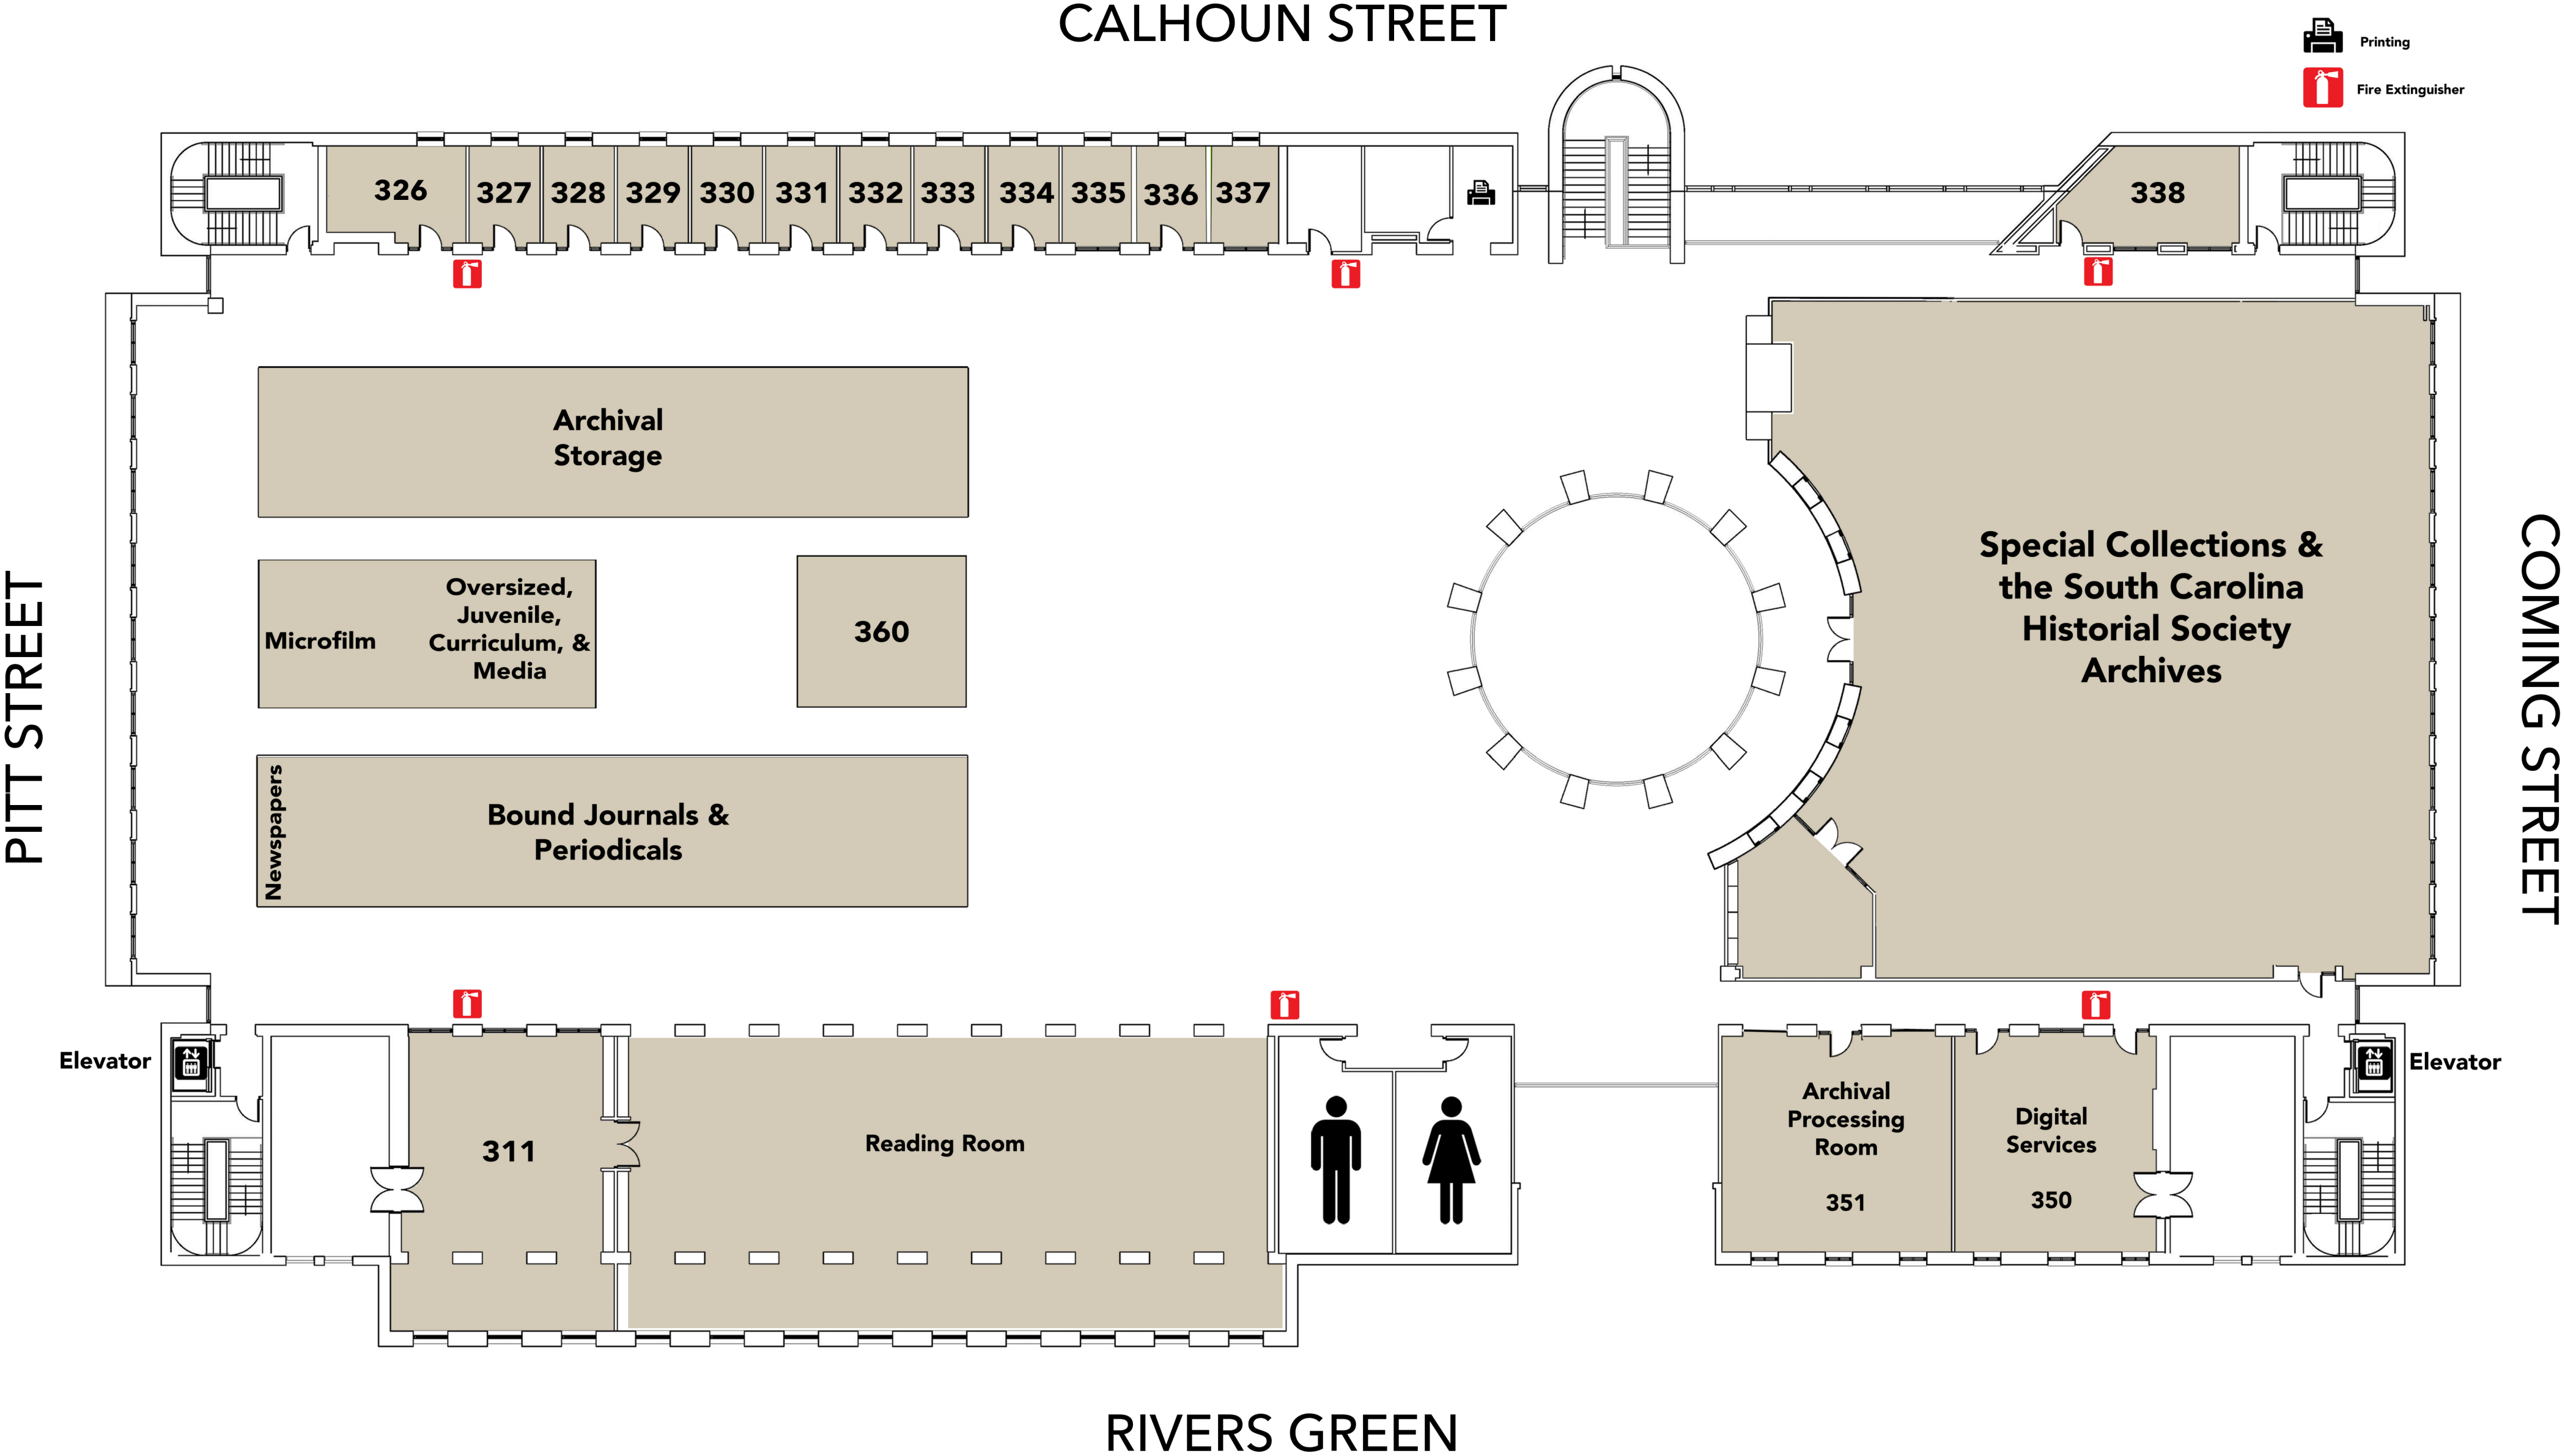 CALHOUN STREET
Printing
Fire Extinguisher
326
327
328
329
330
331
332
333
334
335
336
337
338
Archival
Storage
Microfilm
Oversized,
Juvenile,
Curriculum, &
Media
360
Newspapers
Bound Journals &
Periodicals
Special Collections &
the South Carolina
Historial Society
Archives
PITT STREET
COMING STREET
Elevator
311
Reading Room
Archival
Processing
Room
351
Digital
Services
350
Elevator
RIVERS GREEN